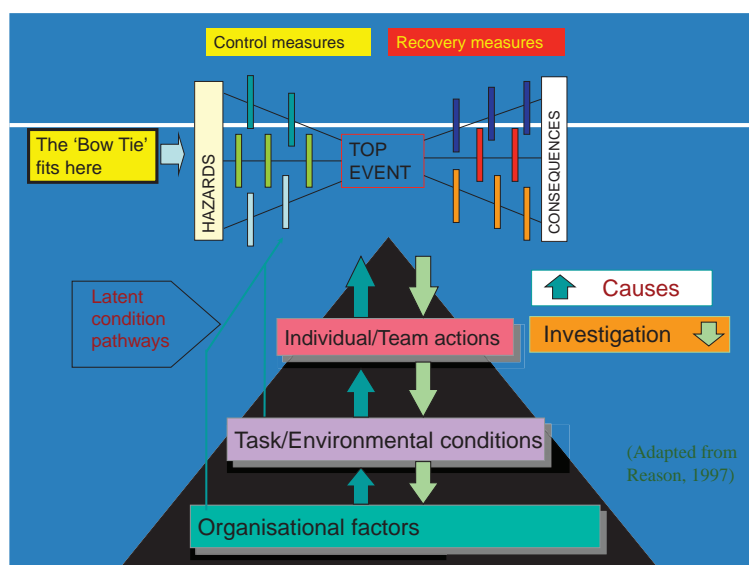 Control measures
Recovery measures
The 'Bow Tie'
fits here
HAZARDS
TOP
EVENT
CONSEQUENCES
Latent
condition
pathways
Causes
Individual/Team actions
Investigation
Task/Environmental conditions
(Adapted from
Reason, 1997)
Organisational factors